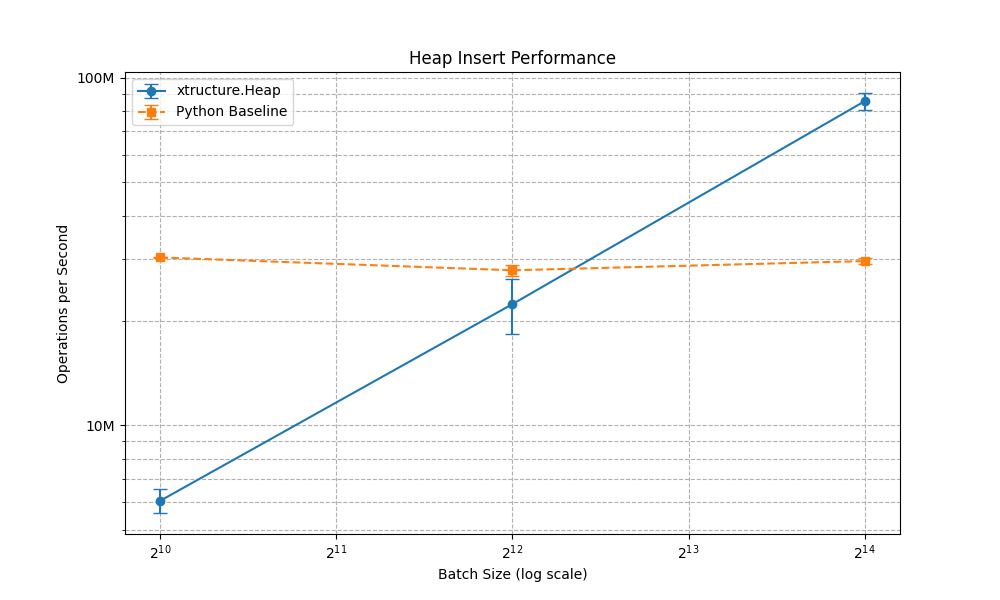 Heap Insert Performance
100M
10M
Operations per Second
xtructure.Heap
Python Baseline
2^10
2^11
2^12
2^13
2^14
Batch Size (log scale)